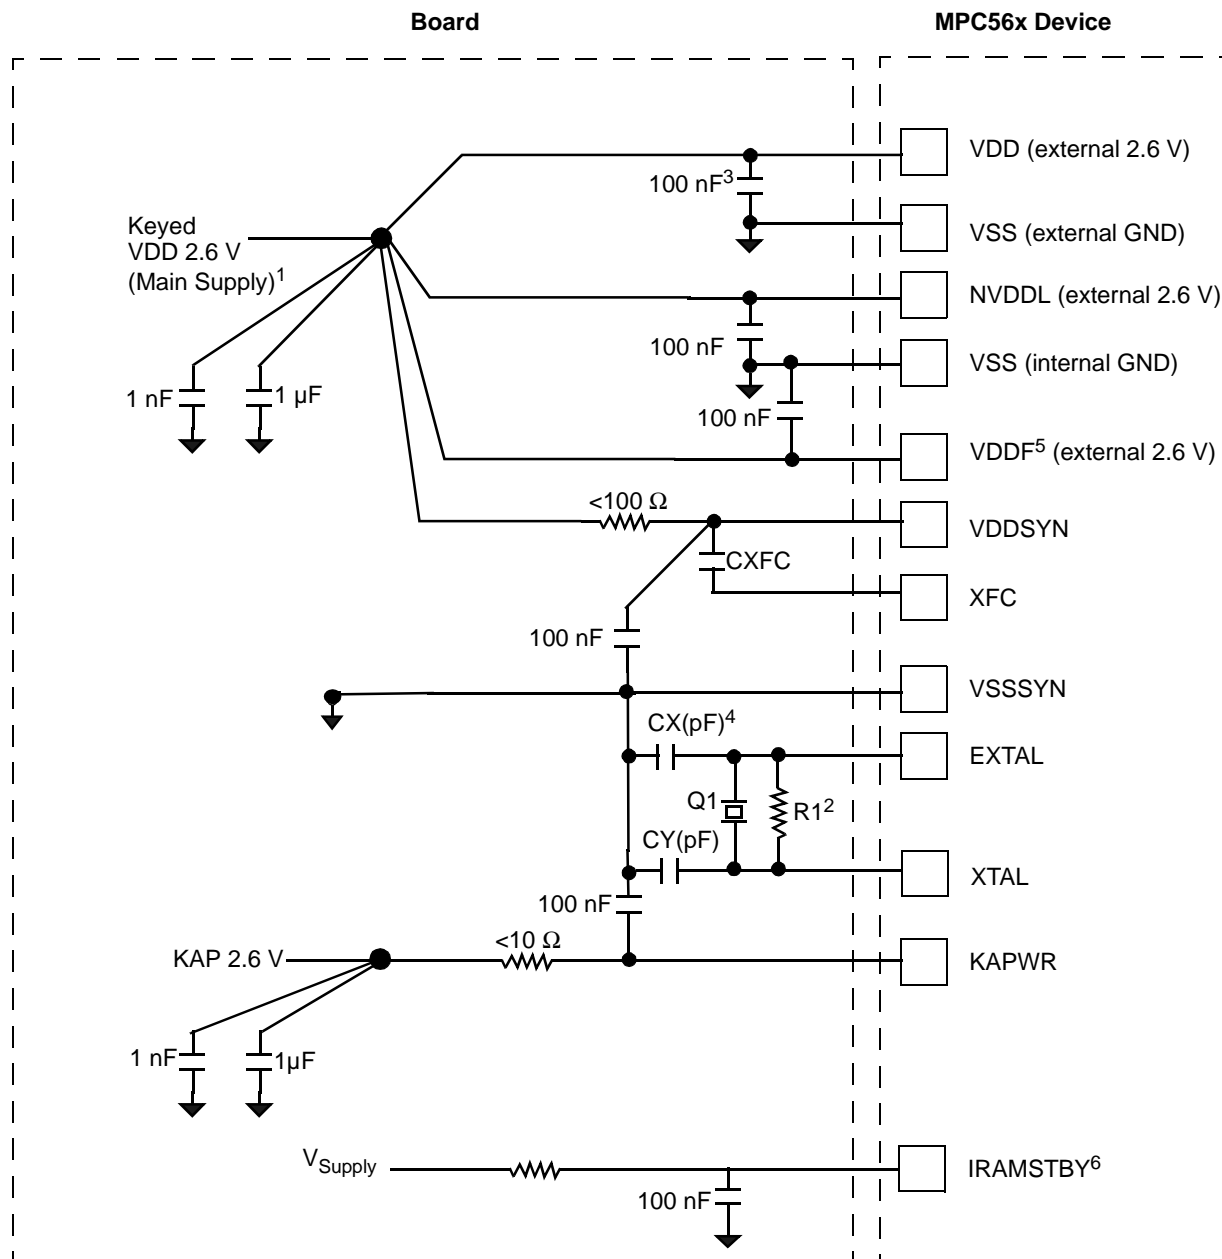 Board
MPC56x Device
VDD (external 2.6 V)
100 nF3
Keyed
VDD 2.6 V
(Main Supply)1
VSS (external GND)
NVDDL (external 2.6 V)
100 nF
VSS (internal GND)
1 nF
1 µF
100 nF
VDDF5 (external 2.6 V)
<100 Ω
VDDSYN
CXFC
XFC
100 nF
VSSSYN
CX(pF)4
EXTAL
Q1
R12
CY(pF)
XTAL
100 nF
<10 Ω
KAP 2.6 V
KAPWR
1 nF
1µF
VSupply
IRAMSTBY6
100 nF